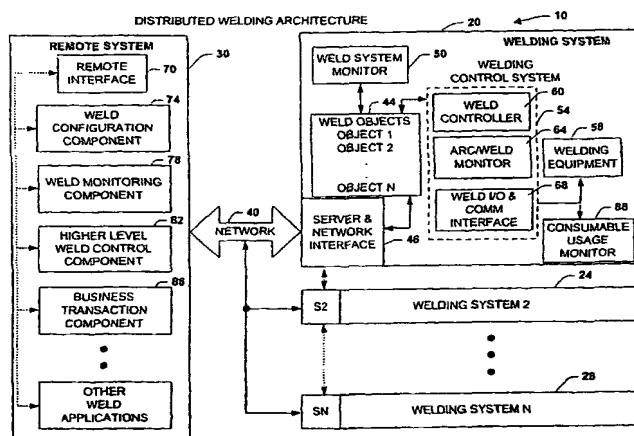 DISTRIBUTED WELDING ARCHITECTURE
10
20
REMOTE SYSTEM
30
REMOTE INTERFACE
70
74
WELD CONFIGURATION COMPONENT
78
WELD MONITORING COMPONENT
82
HIGHER LEVEL WELD CONTROL COMPONENT
86
BUSINESS TRANSACTION COMPONENT
OTHER WELD APPLICATIONS
40
NETWORK
WELDING SYSTEM
50
WELD SYSTEM MONITOR
WELDING CONTROL SYSTEM
44
WELD OBJECTS
OBJECT 1
OBJECT 2
OBJECT N
SERVER & NETWORK INTERFACE
46
60
WELD CONTROLLER
54
64
ARC/WELD MONITOR
58
WELDING EQUIPMENT
68
WELD I/O & COMM INTERFACE
88
CONSUMABLE USAGE MONITOR
24
S2
WELDING SYSTEM 2
28
SN
WELDING SYSTEM N